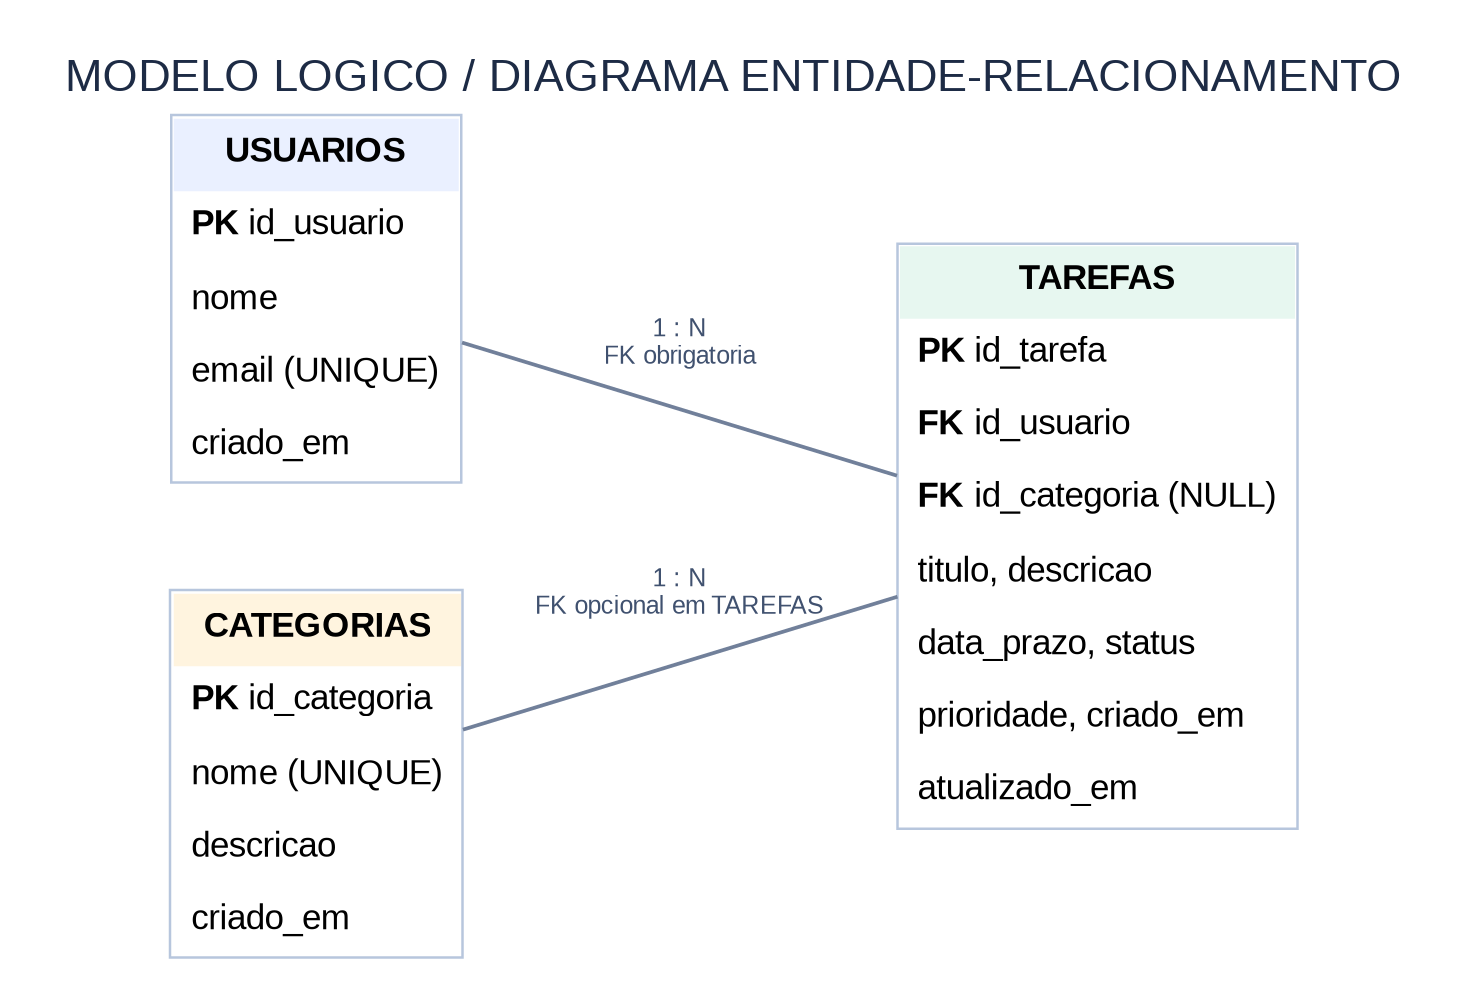 MODELO LOGICO / DIAGRAMA ENTIDADE-RELACIONAMENTO
USUARIOS
PK id_usuario
nome
email (UNIQUE)
criado_em
1 : N
FK obrigatoria
TAREFAS
PK id_tarefa
FK id_usuario
FK id_categoria (NULL)
titulo, descricao
data_prazo, status
prioridade, criado_em
atualizado_em
1 : N
FK opcional em TAREFAS
CATEGORIAS
PK id_categoria
nome (UNIQUE)
descricao
criado_em